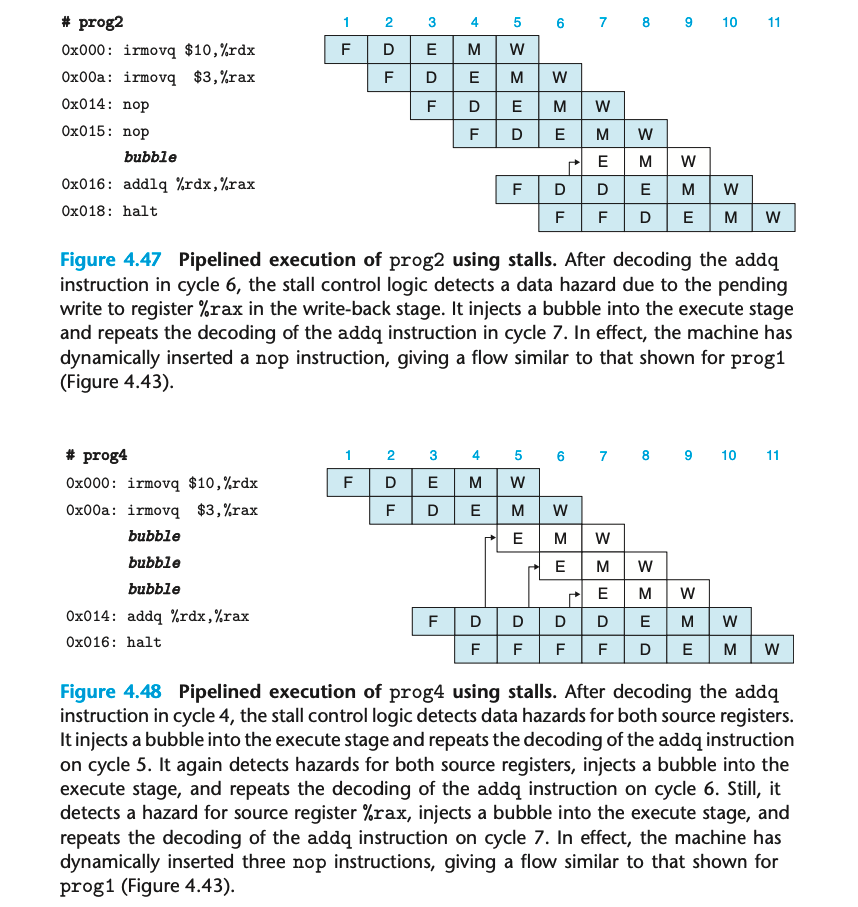 # prog2 1 2 3 4 5 6 7 8 9 10 11
0x000: irmovq $10,%rdx F D E M W
0x00a: irmovq $3,%rax F D E M W
0x014: nop F D E M W
0x015: nop F D E M W
bubble E M W
0x016: addlq %rdx,%rax F D D E M W
0x018: halt F F D E M W
Figure 4.47 Pipelined execution of prog2 using stalls. After decoding the addq
instruction in cycle 6, the stall control logic detects a data hazard due to the pending
write to register %rax in the write-back stage. It injects a bubble into the execute stage
and repeats the decoding of the addq instruction in cycle 7. In effect, the machine has
dynamically inserted a nop instruction, giving a flow similar to that shown for prog1
(Figure 4.43).
# prog4 1 2 3 4 5 6 7 8 9 10 11
0x000: irmovq $10,%rdx F D E M W
0x00a: irmovq $3,%rax F D E M W
bubble E M W
bubble E M W
bubble E M W
0x014: addq %rdx,%rax F D D D D E M W
0x016: halt F F F F D E M W
Figure 4.48 Pipelined execution of prog4 using stalls. After decoding the addq
instruction in cycle 4, the stall control logic detects data hazards for both source registers.
It injects a bubble into the execute stage and repeats the decoding of the addq instruction
on cycle 5. It again detects hazards for both source registers, injects a bubble into the
execute stage, and repeats the decoding of the addq instruction on cycle 6. Still, it
detects a hazard for source register %rax, injects a bubble into the execute stage, and
repeats the decoding of the addq instruction on cycle 7. In effect, the machine has
dynamically inserted three nop instructions, giving a flow similar to that shown for
prog1 (Figure 4.43).